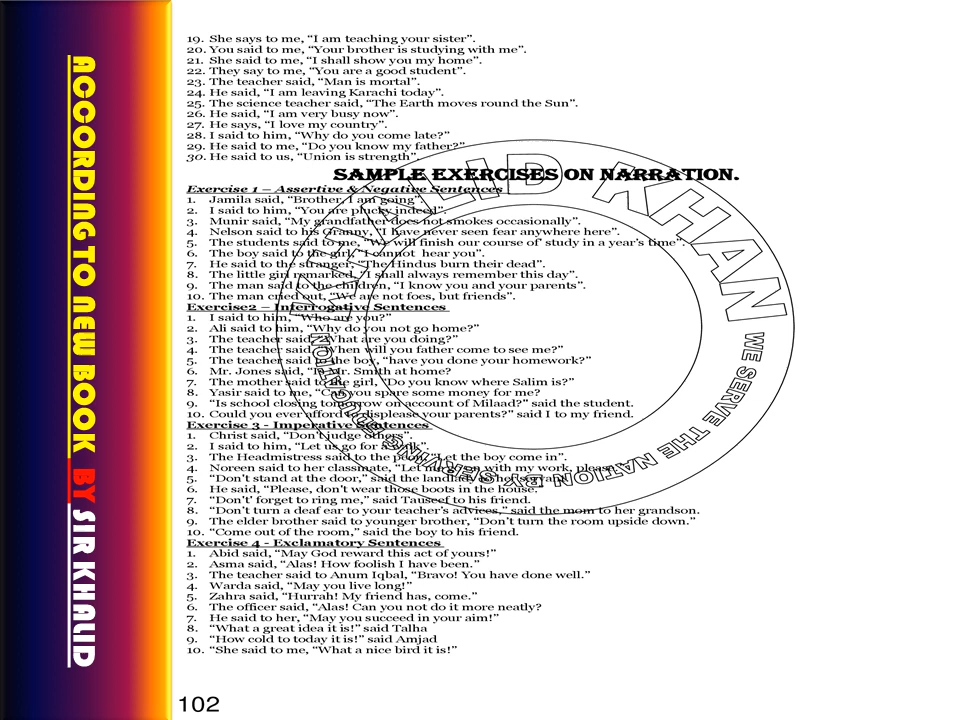 ACCORDING TO NEW BOOK BY SIR KHALID
19. She says to me, “I am teaching your sister”.
20. You said to me, “Your brother is studying with me”.
21. She said to me, “I shall show you my home”.
22. They say to me, “You are a good student”.
23. The teacher said, “Man is mortal”.
24. He said, “I am leaving Karachi today”.
25. The science teacher said, “The Earth moves round the Sun”.
26. He said, “I am very busy now”.
27. He says, “I love my country”.
28. I said to him, “Why do you come late?”
29. He said to me, “Do you know my father?”
30. He said to us, “Union is strength”.
SAMPLE EXERCISES ON NARRATION.
Exercise 1 – Assertive & Negative Sentences
1. Jamila said, “Brother, I am going”.
2. I said to him, “You are plucky indeed”.
3. Munir said, “My grandfather does not smokes occasionally”.
4. Nelson said to his Granny, “I have never seen fear anywhere here”.
5. The students said to me, “We will finish our course of’ study in a year’s time”.
6. The boy said to the girl, “I cannot hear you”.
7. He said to the stranger, “The Hindus burn their dead”.
8. The little girl remarked, “I shall always remember this day”.
9. The man said to the children, “I know you and your parents”.
10. The man cried out, “We are not foes, but friends”.
Exercise2 – Inferrogative Sentences
1. I said to him, “Who are you?”
2. Ali said to him, “Why do you not go home?”
3. The teacher said, “What are you doing?”
4. The teacher said, “When will you father come to see me?”
5. The teacher said to the boy, “have you done your homework?”
6. Mr. Jones said, “Is Mr. Smith at home?
7. The mother said to the girl, “Do you know where Salim is?”
8. Yasir said to me, “Can you spare some money for me?
9. “Is school closing tomorrow on account of Milaad?” said the student.
10. Could you ever afford to displease your parents?” said I to my friend.
Exercise 3 - Imperative Sentences
1. Christ said, “Don’t judge others”.
2. I said to him, “Let us go for a walk”.
3. The Headmistress said to the peon, “Let the boy come in”.
4. Noreen said to her classmate, “Let me go on with my work, please
5. “Don’t stand at the door,” said the landlady to her servant.
6. He said, “Please, don’t wear those boots in the house.”
7. “Don’t’ forget to ring me,” said Tauseef to his friend.
8. “Don’t turn a deaf ear to your teacher’s advices,” said the mom to her grandson.
9. The elder brother said to younger brother, “Don’t turn the room upside down.”
10. “Come out of the room,” said the boy to his friend.
Exercise 4 - Exclamatory Sentences
1. Abid said, “May God reward this act of yours!”
2. Asma said, “Alas! How foolish I have been.”
3. The teacher said to Anum Iqbal, “Bravo! You have done well.”
4. Warda said, “May you live long!”
5. Zahra said, “Hurrah! My friend has, come.”
6. The officer said, “Alas! Can you not do it more neatly?
7. He said to her, “May you succeed in your aim!”
8. “What a great idea it is!” said Talha
9. “How cold to today it is!” said Amjad
10. “She said to me, “What a nice bird it is!”
KHALID KHAN
WE SERVE THE NATION BY SERVING EDUCATION
102